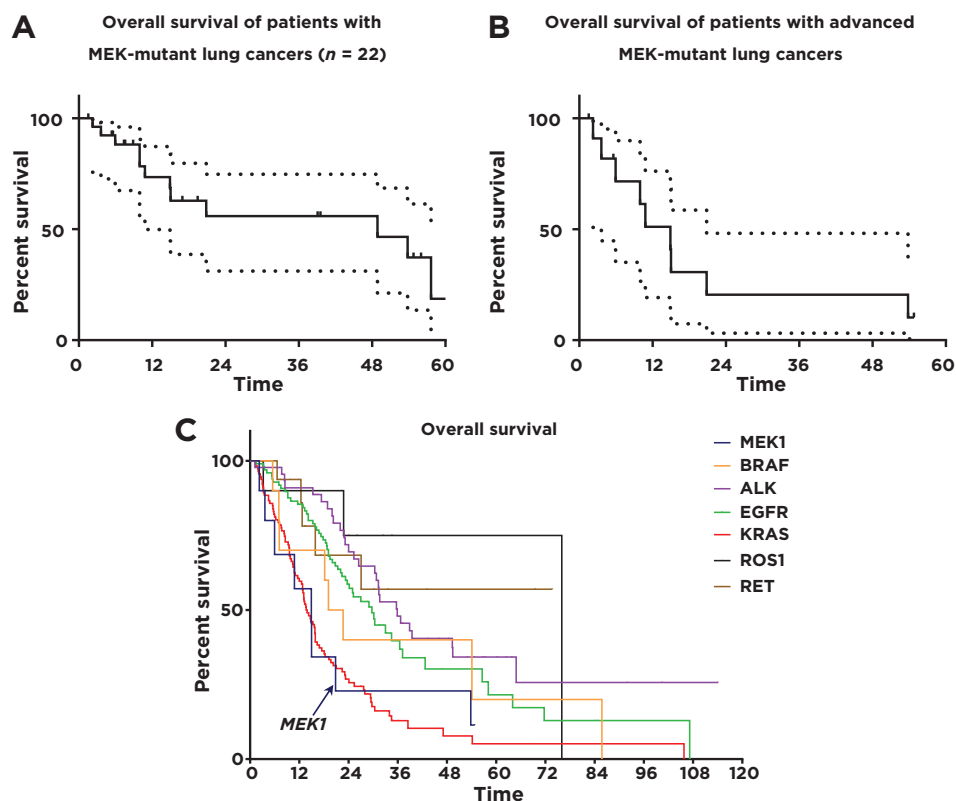 A
Overall survival of patients with
MEK-mutant lung cancers (n = 22)
Percent survival
100
50
0
0 12 24 36 48 60
Time
B
Overall survival of patients with advanced
MEK-mutant lung cancers
Percent survival
100
50
0
0 12 24 36 48 60
Time
C
Overall survival
Percent survival
100
50
0
MEK1
0 12 24 36 48 60 72 84 96 108 120
Time
MEK1
BRAF
ALK
EGFR
KRAS
ROS1
RET